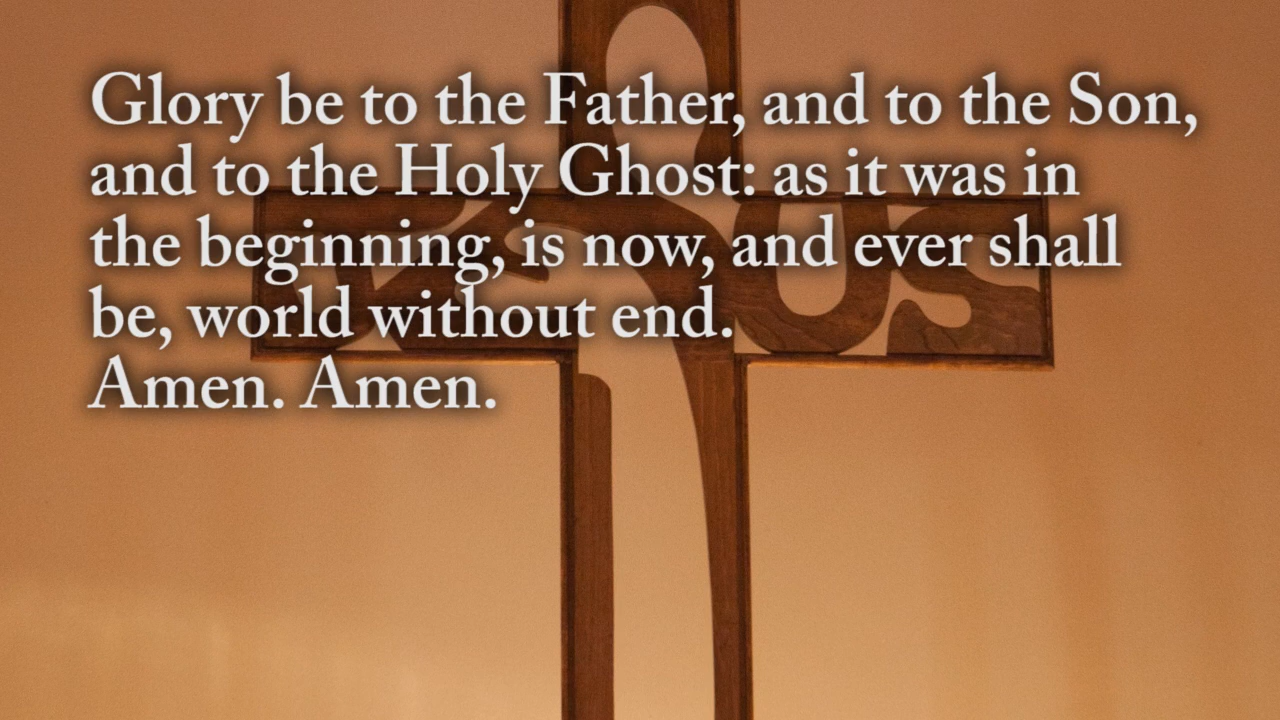 Glory be to the Father, and to the Son,
and to the Holy Ghost: as it was in
the beginning, is now, and ever shall
be, world without end.
Amen. Amen.